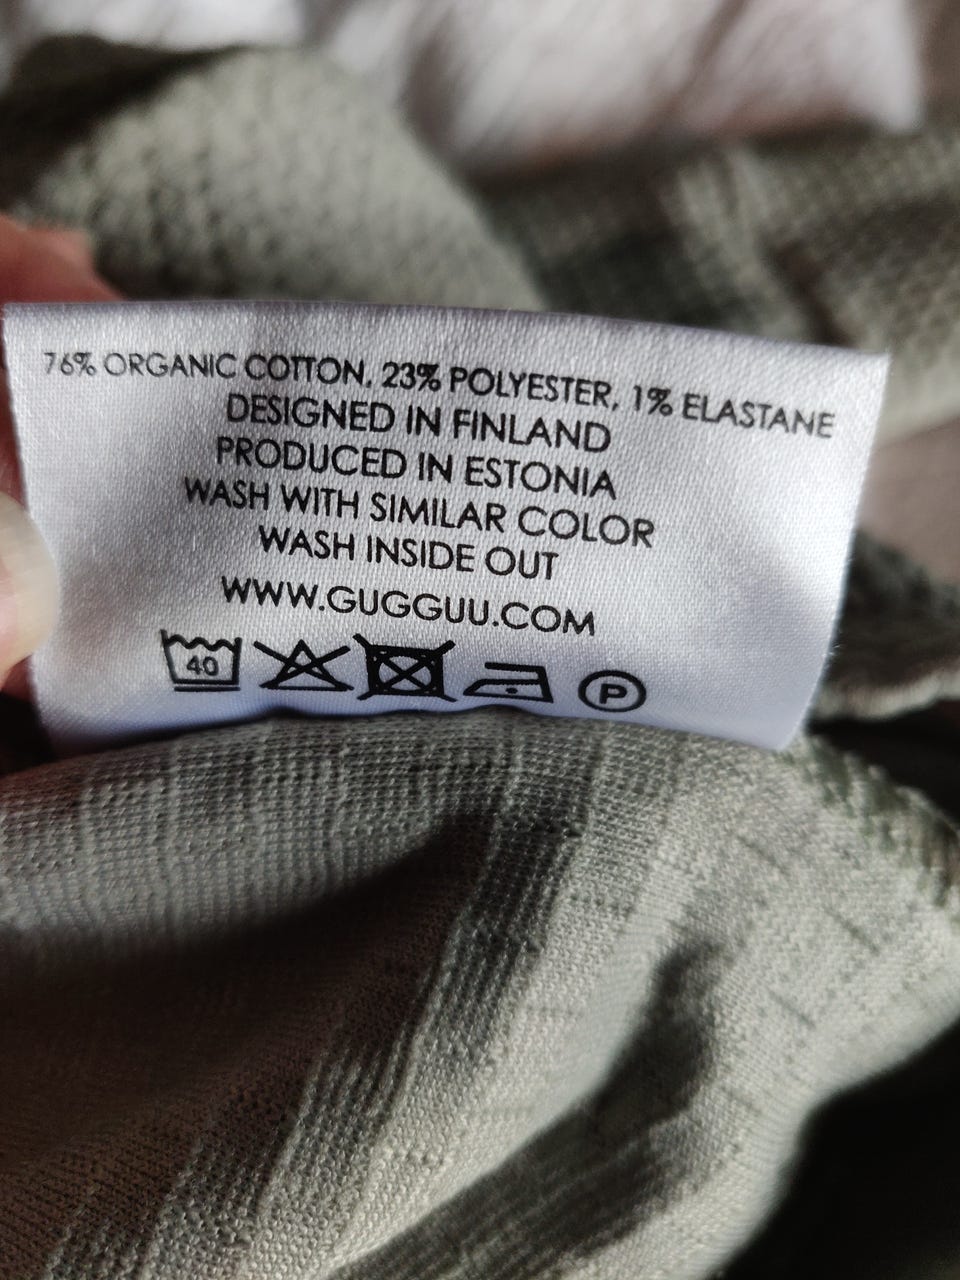 76% ORGANIC COTTON, 23% POLYESTER, 1% ELASTANE
DESIGNED IN FINLAND
PRODUCED IN ESTONIA
WASH WITH SIMILAR COLOR
WASH INSIDE OUT
WWW.GUGGUU.COM
40 P